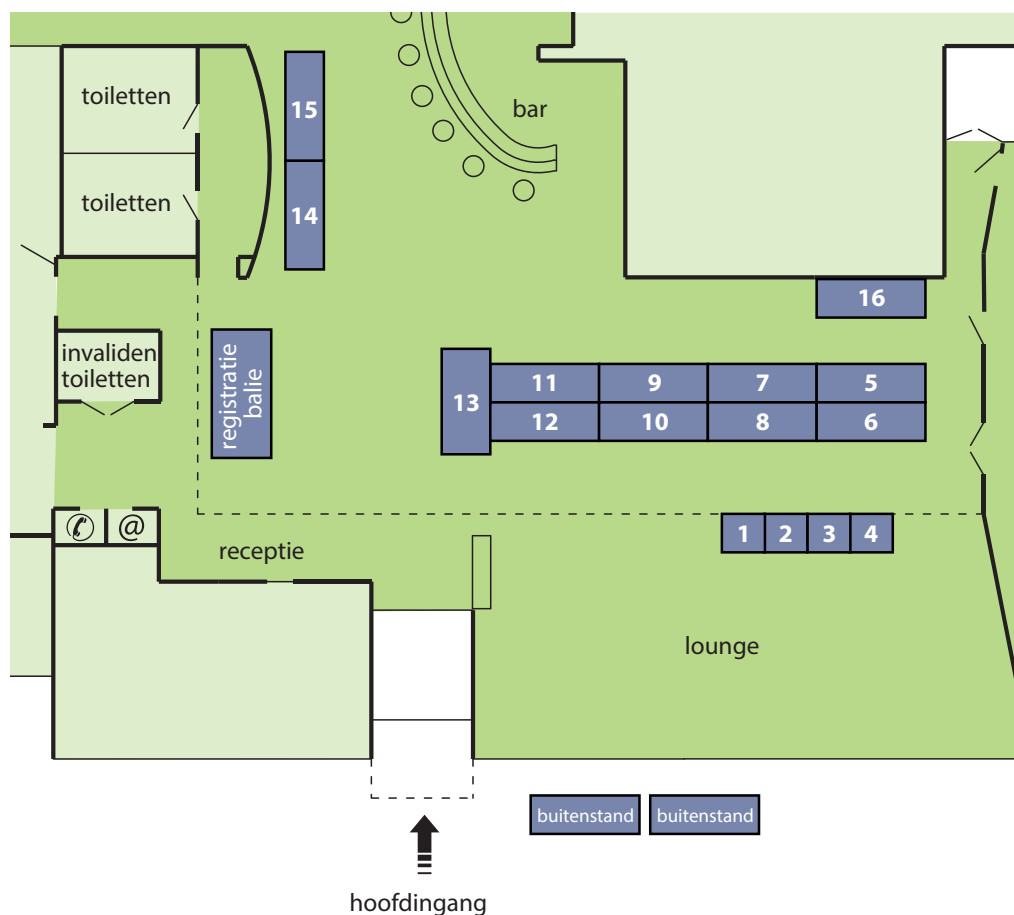 toiletten
15
bar
toiletten
14
16
invaliden
toiletten
registratie
balie
13
11
9
7
5
12
10
8
6
@
1
2
3
4
receptie
lounge
buitenstand
buitenstand
hoofdingang